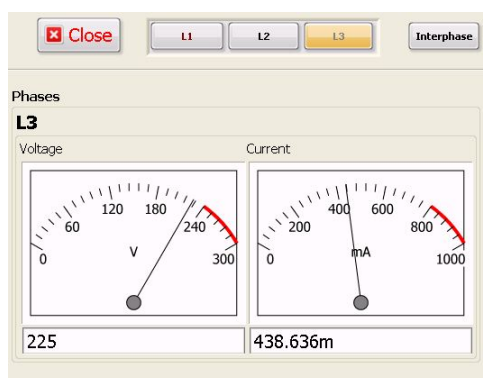 Close
L1
L2
L3
Interphase
Phases
L3
Voltage
Current
0
60
120
180
240
300
V
0
200
400
600
800
1000
mA
225
438.636m